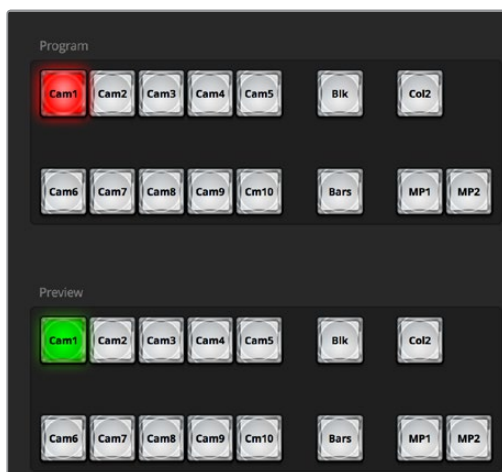 Program
Cam1 Cam2 Cam3 Cam4 Cam5 Blk Col2
Cam6 Cam7 Cam8 Cam9 Cm10 Bars MP1 MP2
Preview
Cam1 Cam2 Cam3 Cam4 Cam5 Blk Col2
Cam6 Cam7 Cam8 Cam9 Cm10 Bars MP1 MP2